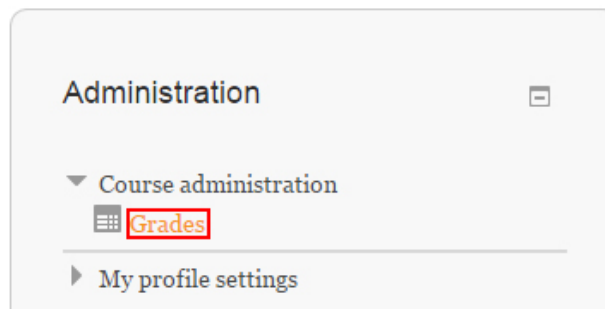 Administration
Course administration
Grades
My profile settings